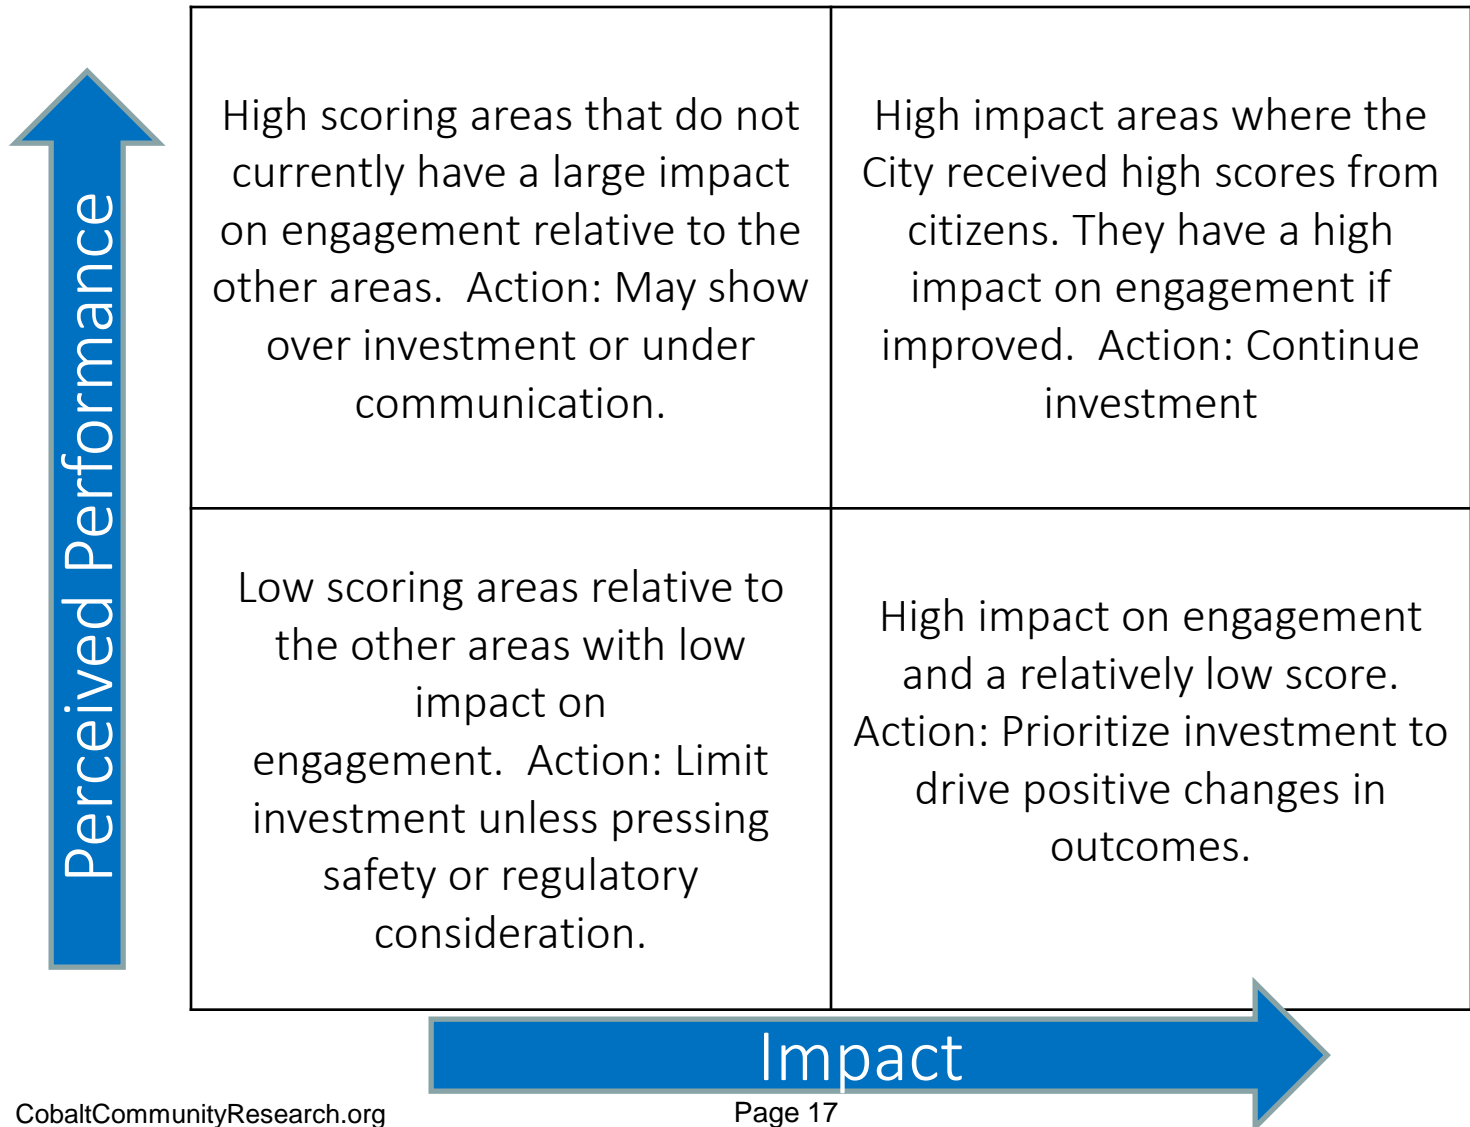 Perceived Performance
High scoring areas that do not
currently have a large impact
on engagement relative to the
other areas.  Action: May show
over investment or under
communication.
High impact areas where the
City received high scores from
citizens. They have a high
impact on engagement if
improved.  Action: Continue
investment
Low scoring areas relative to
the other areas with low
impact on
engagement.  Action: Limit
investment unless pressing
safety or regulatory
consideration.
High impact on engagement
and a relatively low score.
Action: Prioritize investment to
drive positive changes in
outcomes.
Impact
CobaltCommunityResearch.org
Page 17